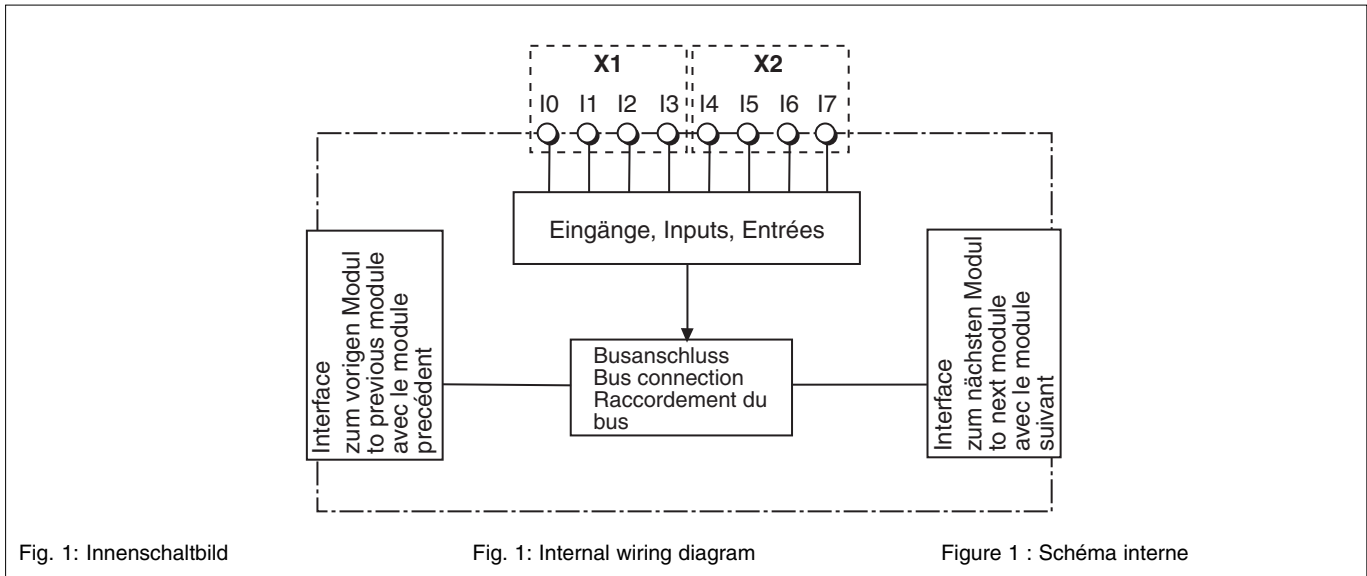 X1 X2
I0 I1 I2 I3 I4 I5 I6 I7
Eingänge, Inputs, Entrées
Interface
zum vorigen Modul
to previous module
avec le module
precédent
Busanschluss
Bus connection
Raccordement du
bus
Interface
zum nächsten Modul
to next module
avec le module
suivant
Fig. 1: Innenschaltbild
Fig. 1: Internal wiring diagram
Figure 1 : Schéma interne